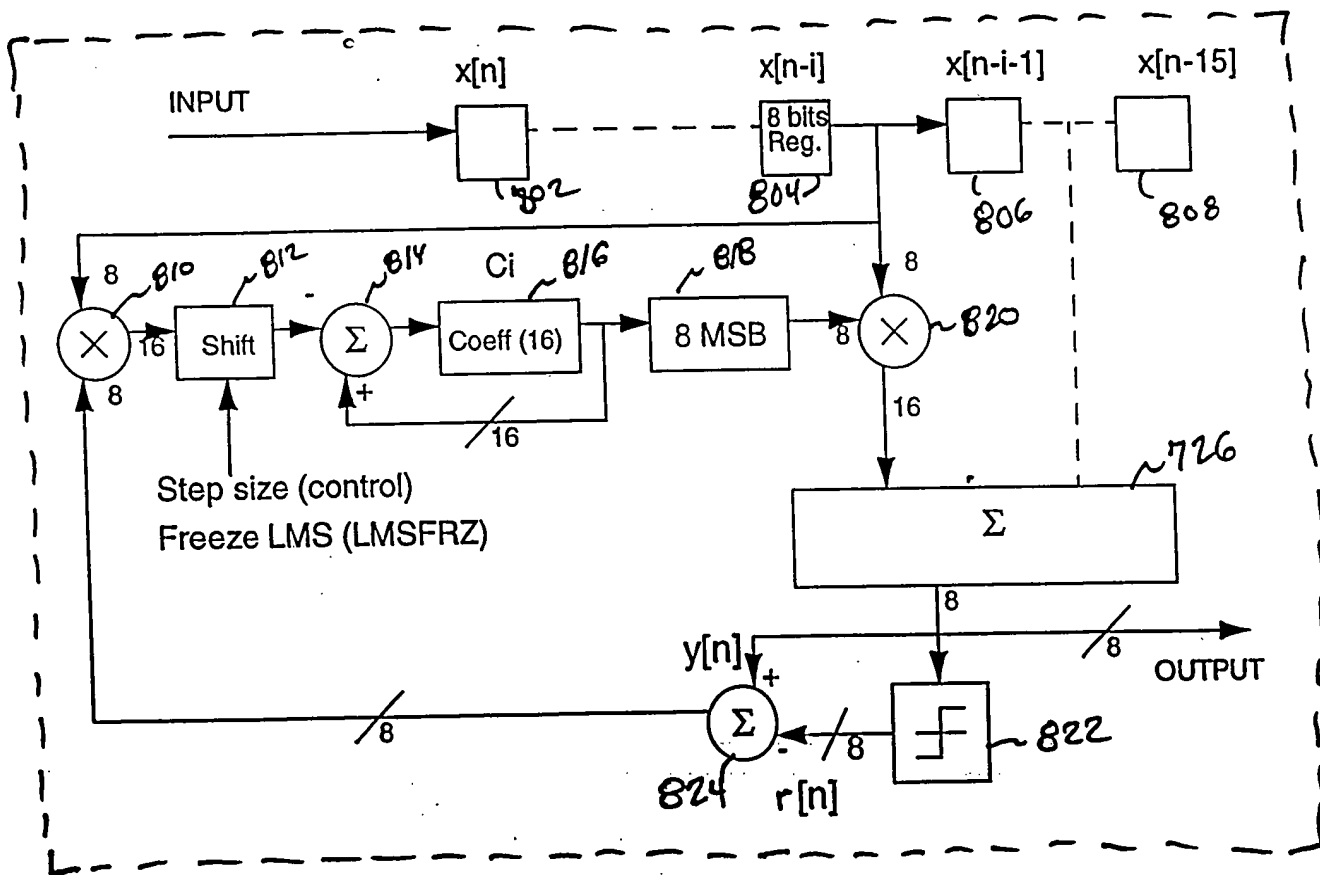 x[n]
x[n-i]
x[n-i-1]
x[n-15]
INPUT
8 bits
Reg.
802
804
806
808
8
810
812
-
814
Ci
816
818
8
×
16
Shift
Σ
Coeff (16)
8 MSB
8
×
820
8
+
16
16
Step size (control)
Freeze LMS (LMSFRZ)
726
Σ
8
y[n]
+
8
OUTPUT
Σ
8
-
8
822
824
r[n]